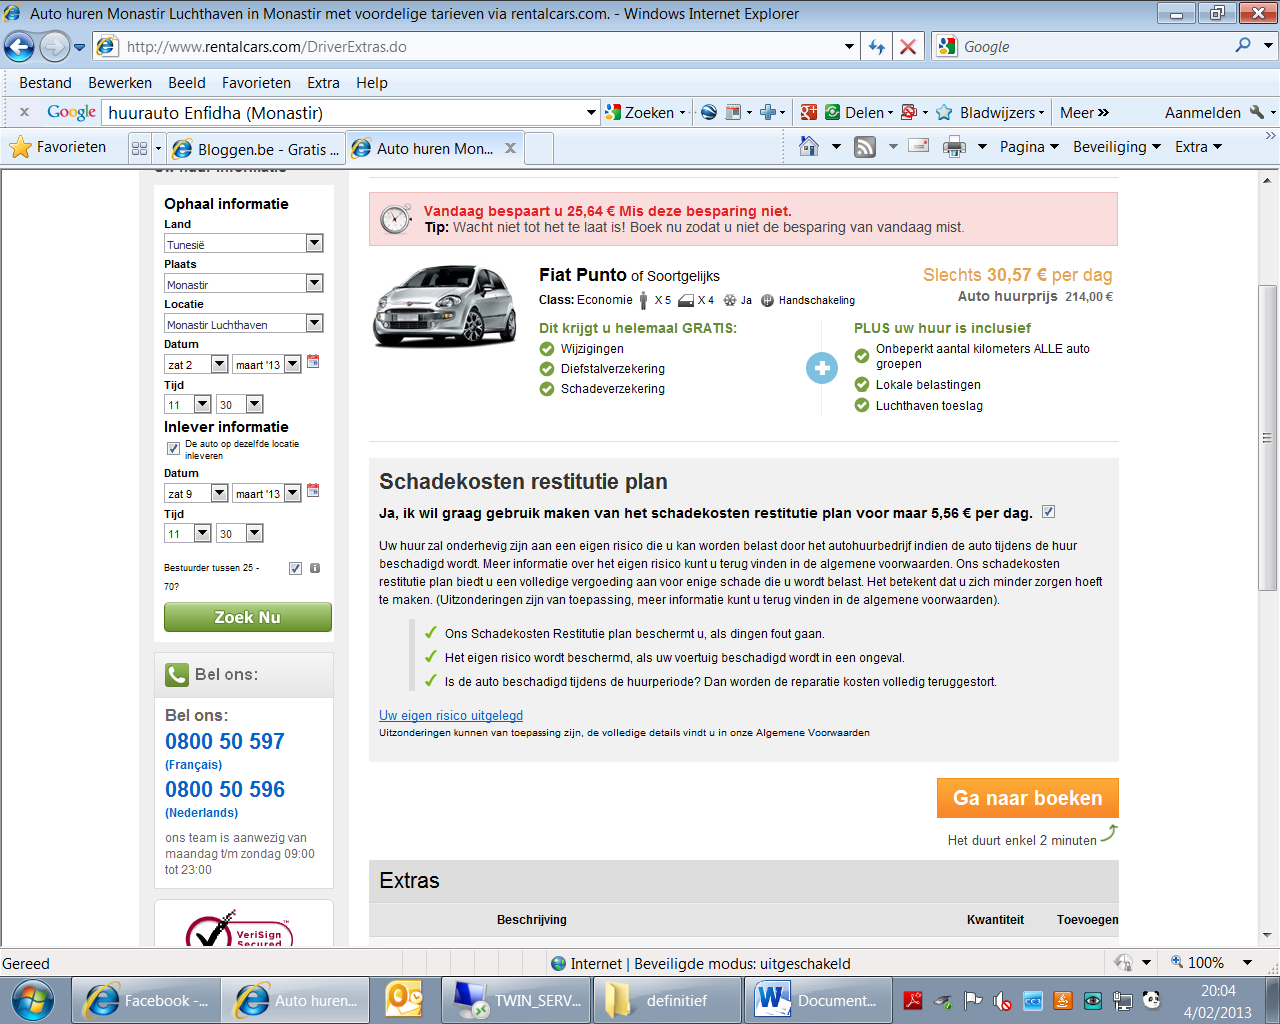 Auto huren Monastir Luchthaven in Monastir met voordelige tarieven via rentalcars.com. - Windows Internet Explorer
http://www.rentalcars.com/DriverExtras.do
Google
Bestand Bewerken Beeld Favorieten Extra Help
x Google huurauto Enfidha (Monastir) Zoeken Delen Bladwijzers Meer » Aanmelden
Favorieten Bloggen.be - Gratis ... Auto huren Mon... Pagina Beveiliging Extra
Uw huur informatie
Ophaal informatie
Land
Tunesië
Plaats
Monastir
Locatie
Monastir Luchthaven
Datum
zat 2 maart '13
Tijd
11 30
Inlever informatie
De auto op dezelfde locatie
inleveren
Datum
zat 9 maart '13
Tijd
11 30
Bestuurder tussen 25 -
70?
Zoek Nu
Bel ons:
Bel ons:
0800 50 597
(Français)
0800 50 596
(Nederlands)
ons team is aanwezig van
maandag t/m zondag 09:00
tot 23:00
VeriSign
Secured
Vandaag bespaart u 25,64 € Mis deze besparing niet.
Tip: Wacht niet tot het te laat is! Boek nu zodat u niet de besparing van vandaag mist.
Fiat Punto of Soortgelijks
Slechts 30,57 € per dag
Class: Economie X 5 X 4 Ja Handschakeling
Auto huurprijs 214,00 €
Dit krijgt u helemaal GRATIS:
Wijzigingen
Diefstalverzekering
Schadeverzekering
PLUS uw huur is inclusief
Onbeperkt aantal kilometers ALLE auto
groepen
Lokale belastingen
Luchthaven toeslag
Schadekosten restitutie plan
Ja, ik wil graag gebruik maken van het schadekosten restitutie plan voor maar 5,56 € per dag.
Uw huur zal onderhevig zijn aan een eigen risico die u kan worden belast door het autohuurbedrijf indien de auto tijdens de huur
beschadigd wordt. Meer informatie over het eigen risico kunt u terug vinden in de algemene voorwaarden. Ons schadekosten
restitutie plan biedt u een volledige vergoeding aan voor enige schade die u wordt belast. Het betekent dat u zich minder zorgen hoeft
te maken. (Uitzonderingen zijn van toepassing, meer informatie kunt u terug vinden in de algemene voorwaarden).
Ons Schadekosten Restitutie plan beschermt u, als dingen fout gaan.
Het eigen risico wordt beschermd, als uw voertuig beschadigd wordt in een ongeval.
Is de auto beschadigd tijdens de huurperiode? Dan worden de reparatie kosten volledig teruggestort.
Uw eigen risico uitgelegd
Uitzonderingen kunnen van toepassing zijn, de volledige details vindt u in onze Algemene Voorwaarden
Ga naar boeken
Het duurt enkel 2 minuten
Extras
Beschrijving Kwantiteit Toevoegen
Gereed Internet | Beveiligde modus: uitgeschakeld 100%
Facebook -... Auto huren... TWIN_SERV... definitief Document... 20:04
4/02/2013